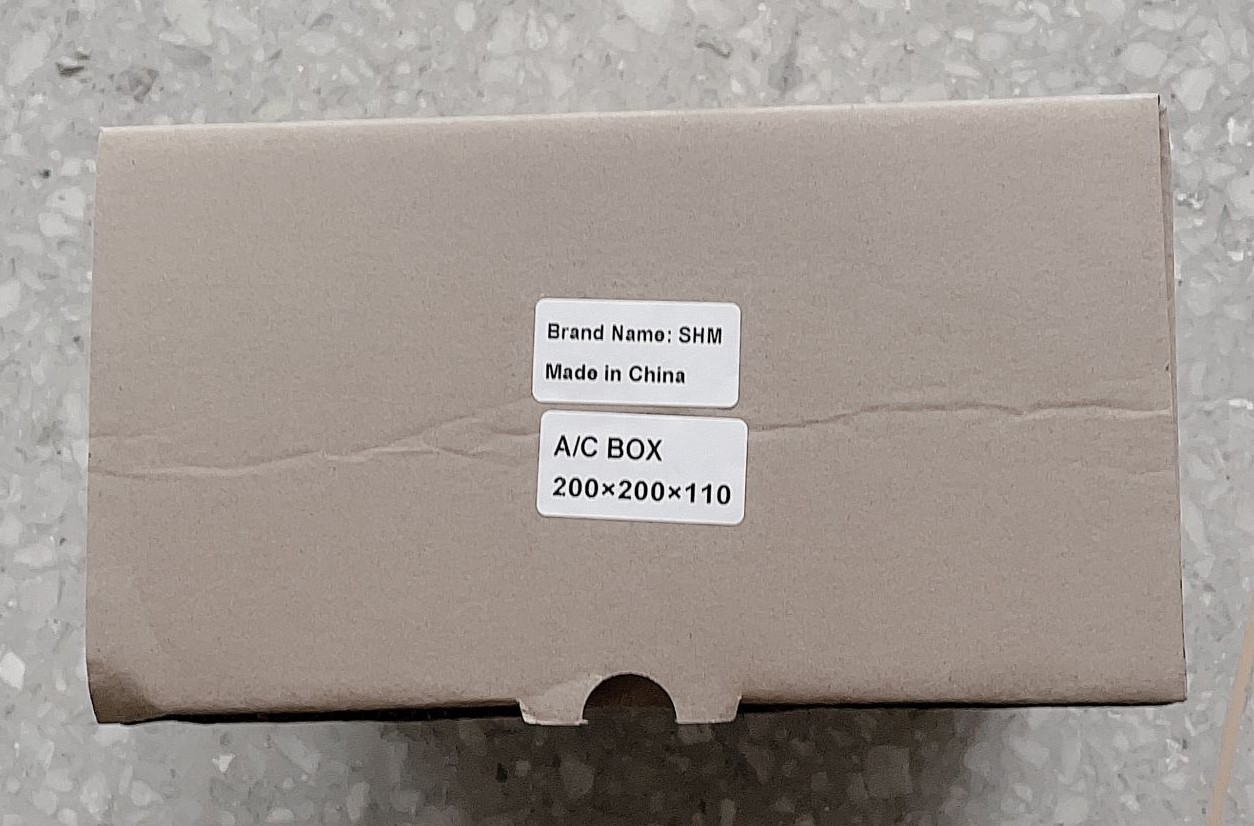 Brand Name: SHM
Made in China
A/C BOX
200×200×110